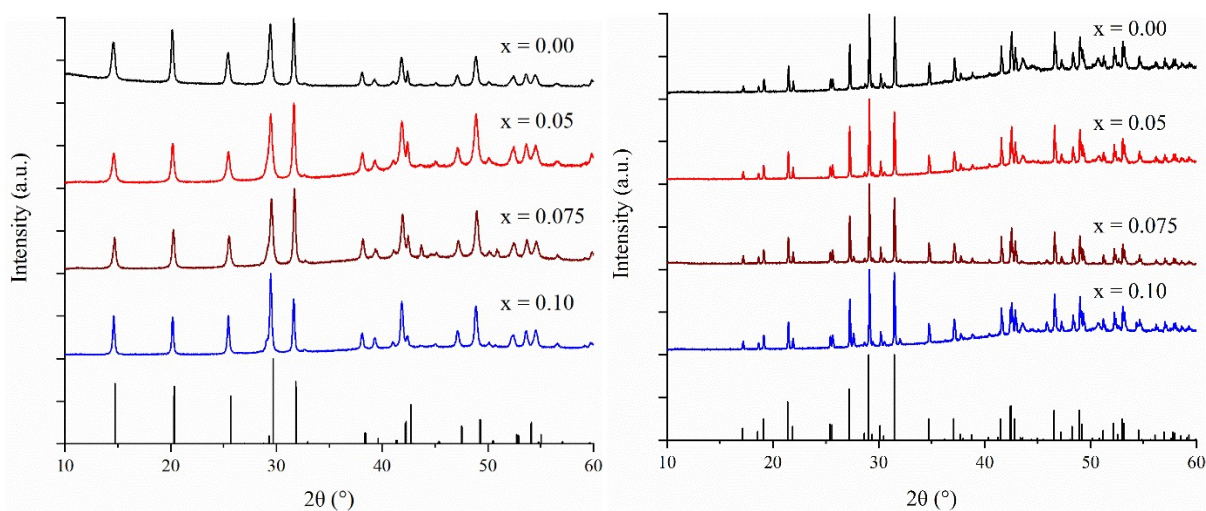 Intensity (a.u.)
x = 0.00
x = 0.05
x = 0.075
x = 0.10
10 20 30 40 50 60
2θ (°)
Intensity (a.u.)
x = 0.00
x = 0.05
x = 0.075
x = 0.10
10 20 30 40 50 60
2θ (°)